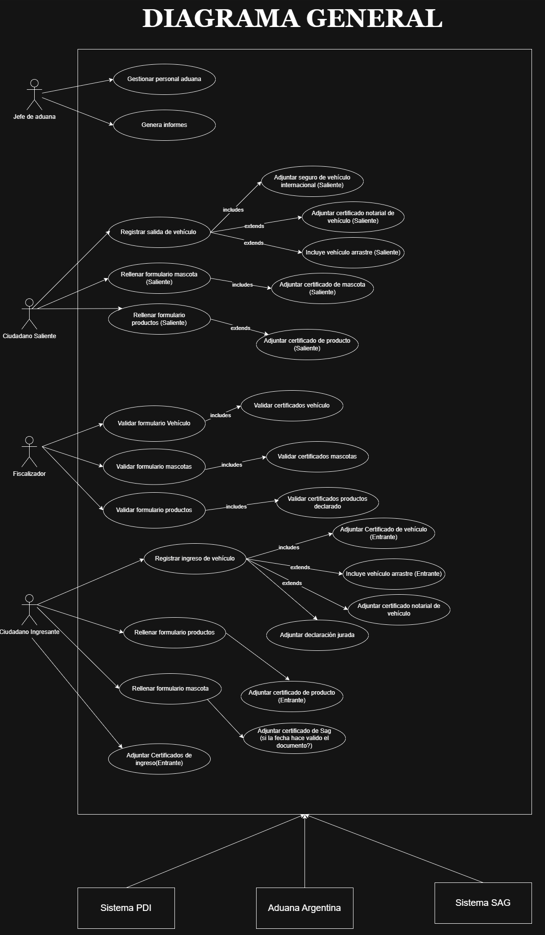 DIAGRAMA GENERAL
Gestionar personal aduana
Jefe de aduana
Genera informes
Adjuntar seguro de vehículo
internacional (Saliente)
includes
Adjuntar certificado notarial de
vehículo (Saliente)
extends
Registrar salida de vehículo
extends
Incluye vehículo arrastre (Saliente)
Rellenar formulario mascota
(Saliente)
includes
Adjuntar certificado de mascota
(Saliente)
Rellenar formulario
productos (Saliente)
extends
Ciudadano Saliente
Adjuntar certificado de producto
(Saliente)
Validar certificados vehículo
includes
Validar formulario Vehículo
Validar certificados mascotas
includes
Validar formulario mascotas
Fiscalizador
Validar certificados productos
declarado
includes
Validar formulario productos
Adjuntar Certificado de vehículo
(Entrante)
includes
Registrar ingreso de vehículo
extends
Incluye vehículo arrastre (Entrante)
extends
Adjuntar certificado notarial de
vehículo
Ciudadano Ingresante
Rellenar formulario productos
Adjuntar declaración jurada
Rellenar formulario mascota
Adjuntar certificado de producto
(Entrante)
Adjuntar certificado de Sag
(si la fecha hace valido el
documento?)
Adjuntar Certificados de
ingreso(Entrante)
Sistema PDI
Aduana Argentina
Sistema SAG